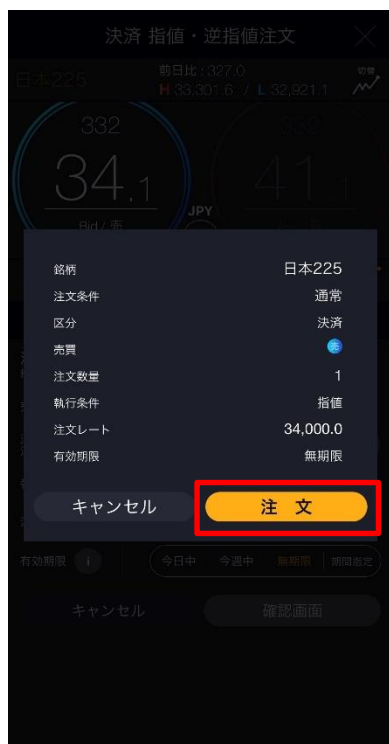 決済 指値・逆指値注文
日本225
前日比 : 327.0
H 33,301.6 / L 32,921.1
切替
332
34.1
41.1
JPY
Bid / 売
銘柄 日本225
注文条件 通常
区分 決済
売買 売
注文数量 1
執行条件 指値
注文レート 34,000.0
有効期限 無期限
キャンセル 注 文
有効期限 i 今日中 今週中 無期限 期間指定
キャンセル 確認画面